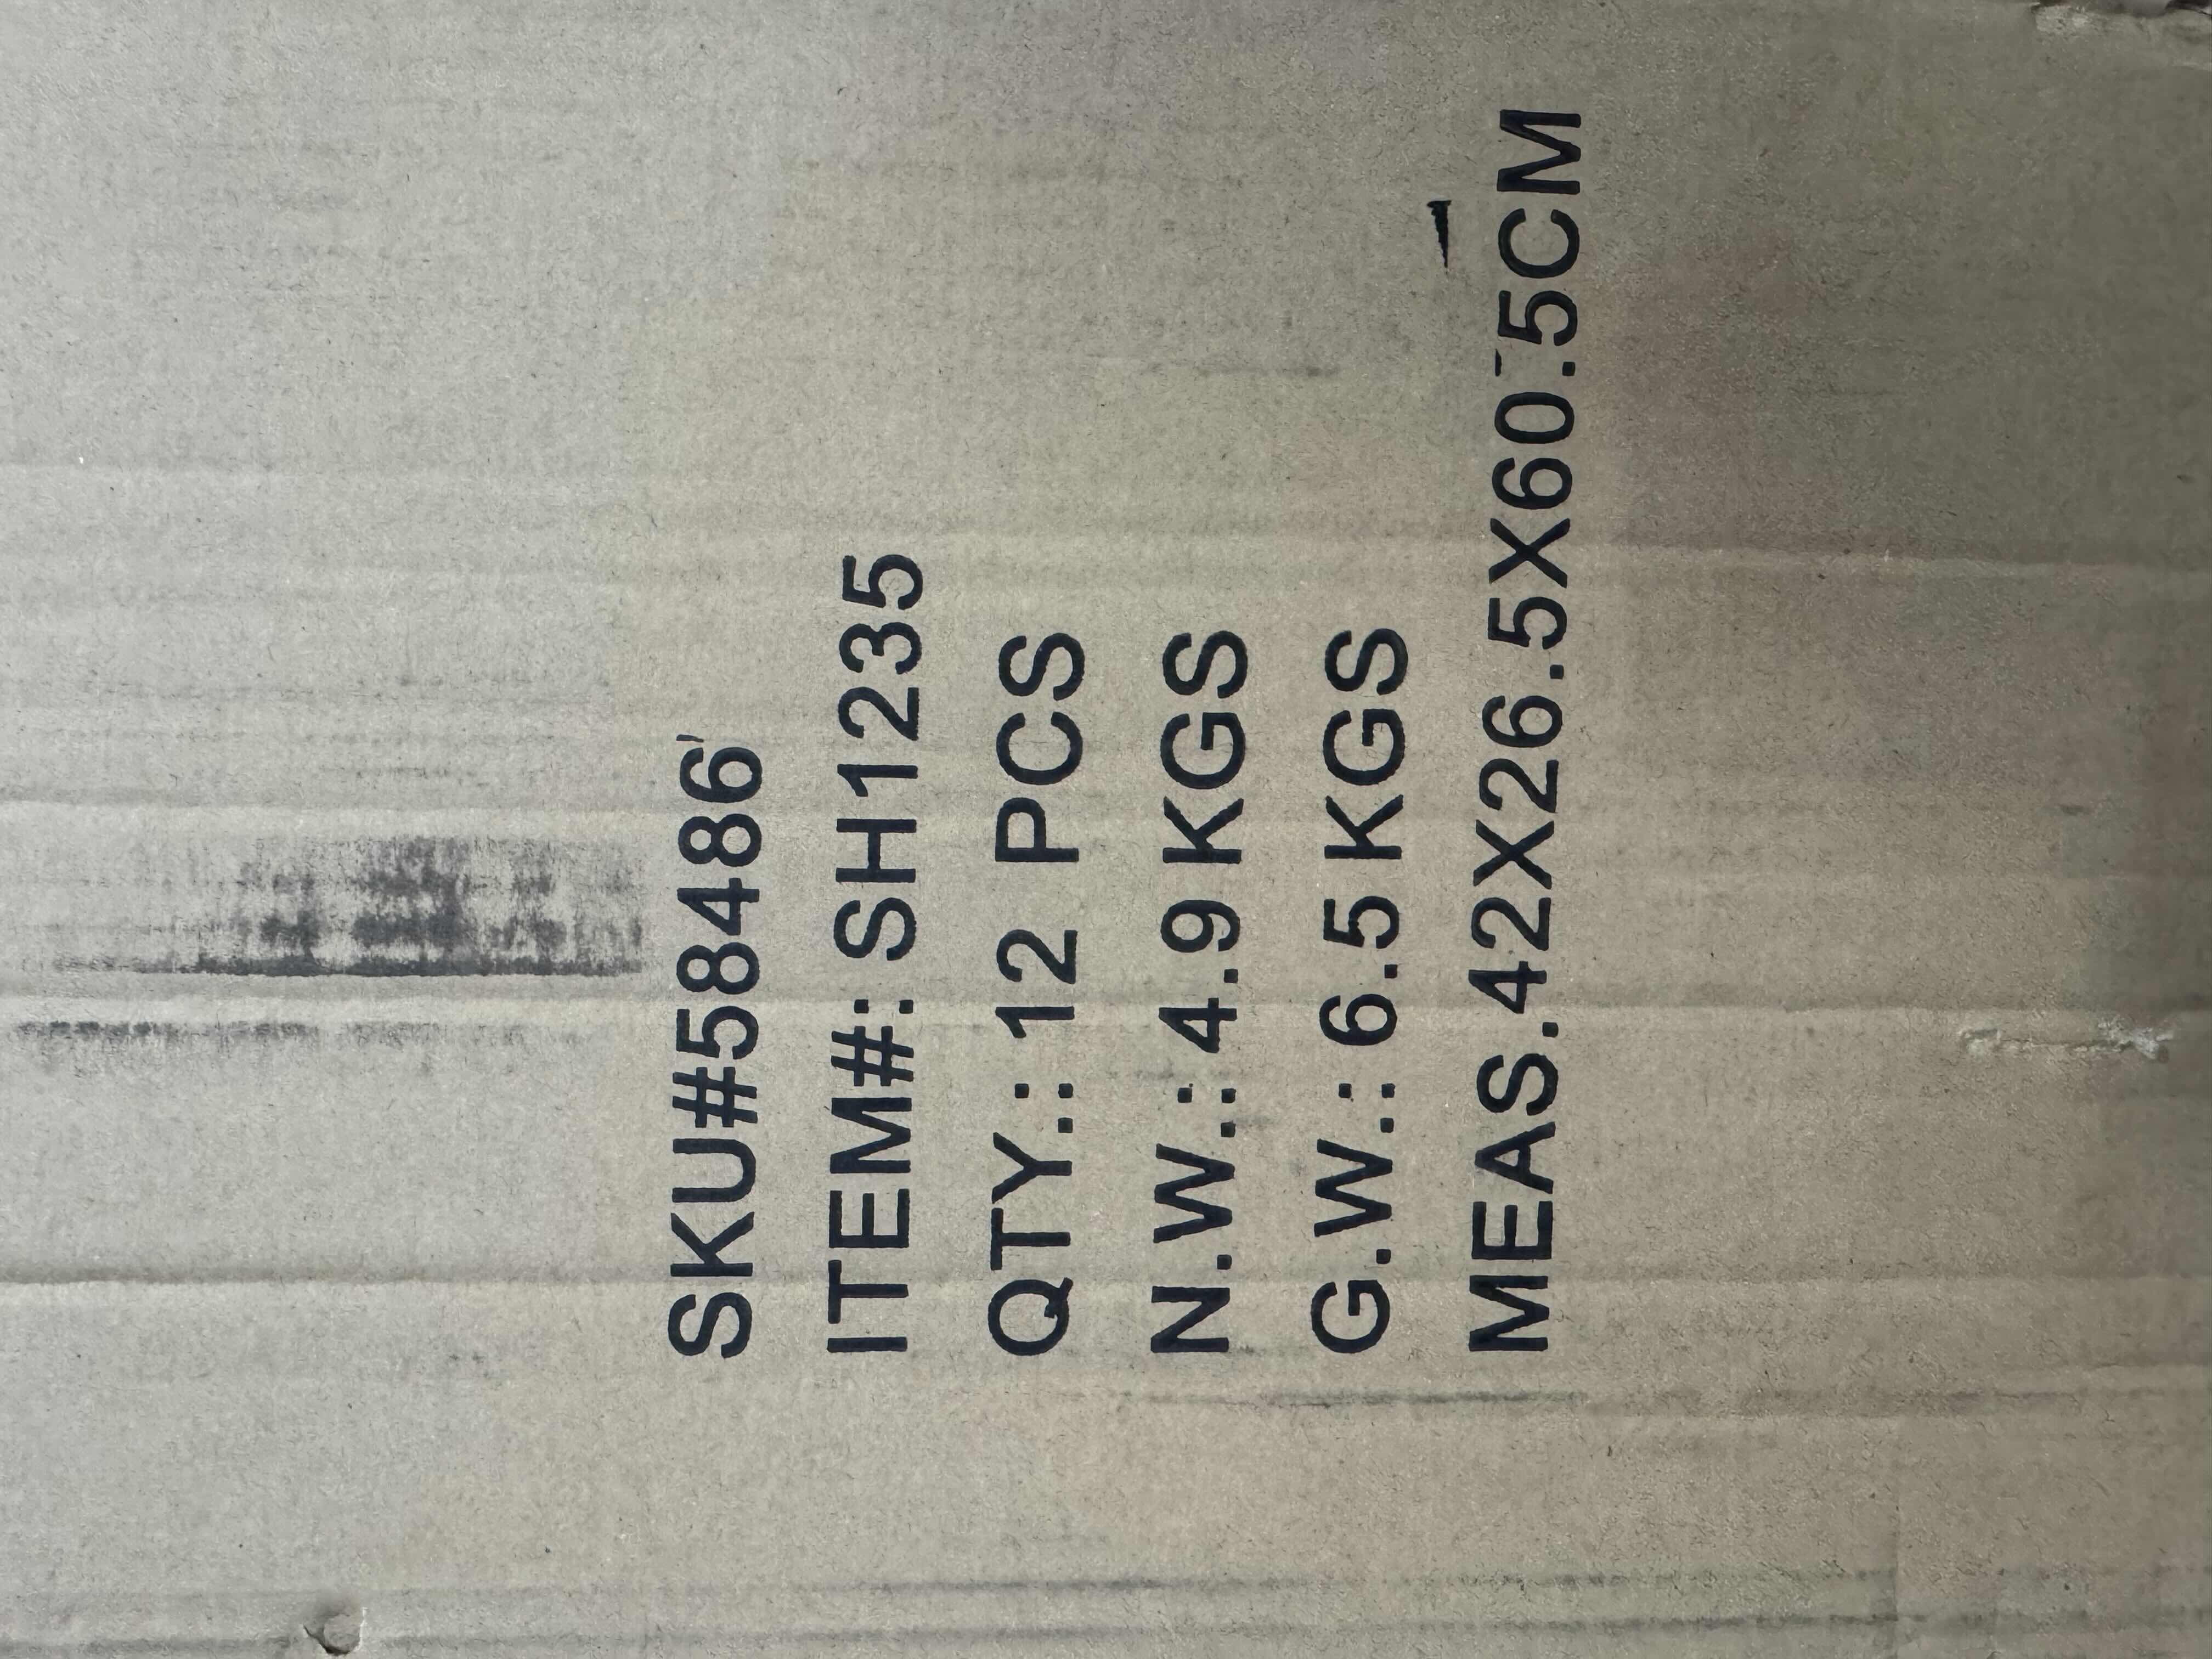 SKU#58486
ITEM#: SH1235
QTY.: 12 PCS
N.W.: 4.9 KGS
G.W.: 6.5 KGS
MEAS.42X26.5X60.5CM